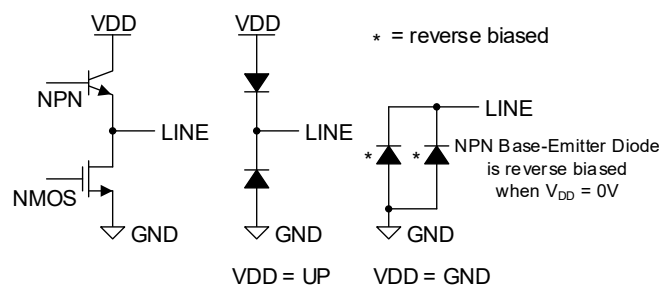 VDD
VDD
* = reverse biased
NPN
LINE
LINE
LINE
* *
NPN Base-Emitter Diode
is reverse biased
when VDD = 0V
NMOS
GND
GND
GND
VDD = UP
VDD = GND